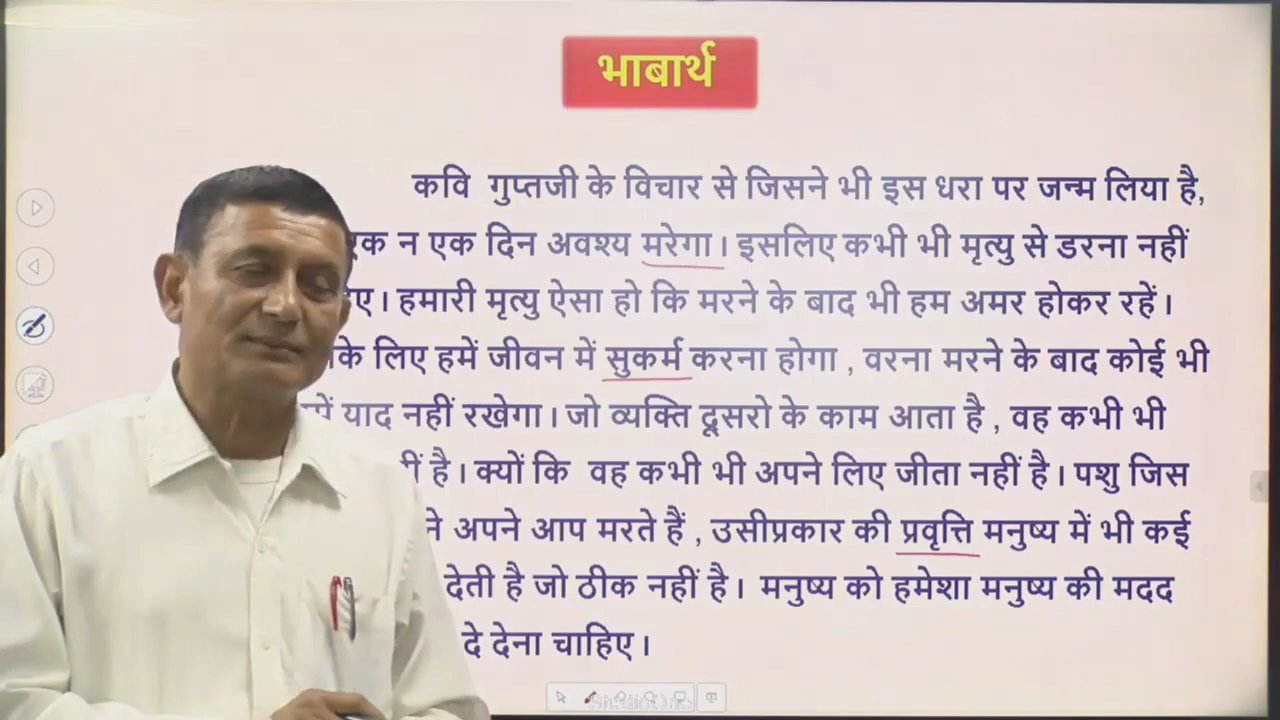 भाबार्थ
कवि गुप्तजी के विचार से जिसने भी इस धरा पर जन्म लिया है,
एक न एक दिन अवश्य मरेगा। इसलिए कभी भी मृत्यु से डरना नहीं
हमारी मृत्यु ऐसा हो कि मरने के बाद भी हम अमर होकर रहें।
के लिए हमें जीवन में सुकर्म करना होगा , वरना मरने के बाद कोई भी
याद नहीं रखेगा। जो व्यक्ति दूसरो के काम आता है , वह कभी भी
है। क्यों कि वह कभी भी अपने लिए जीता नहीं है। पशु जिस
अपने आप मरते हैं , उसीप्रकार की प्रवृत्ति मनुष्य में भी कई
देती है जो ठीक नहीं है। मनुष्य को हमेशा मनुष्य की मदद
दे देना चाहिए।